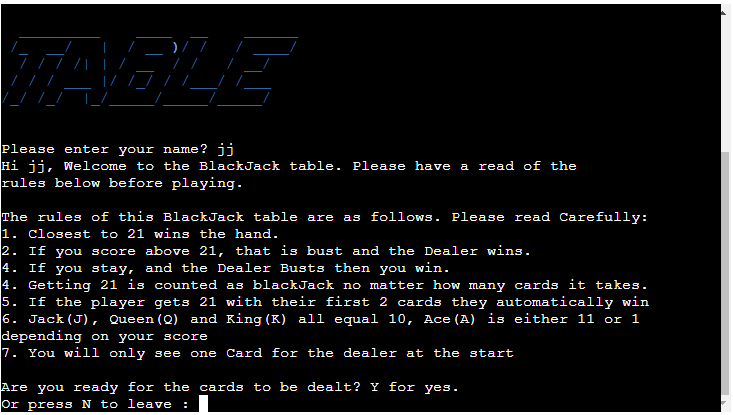 TABLE
Please enter your name? jj
Hi jj, Welcome to the BlackJack table. Please have a read of the
rules below before playing.
The rules of this BlackJack table are as follows. Please read Carefully:
1. Closest to 21 wins the hand.
2. If you score above 21, that is bust and the Dealer wins.
4. If you stay, and the Dealer Busts then you win.
4. Getting 21 is counted as blackJack no matter how many cards it takes.
5. If the player gets 21 with their first 2 cards they automatically win
6. Jack(J), Queen(Q) and King(K) all equal 10, Ace(A) is either 11 or 1
depending on your score
7. You will only see one Card for the dealer at the start
Are you ready for the cards to be dealt? Y for yes.
Or press N to leave :